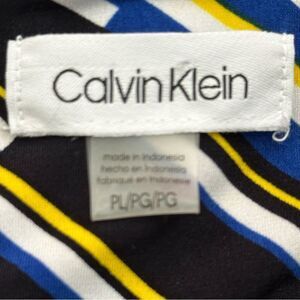 Calvin Klein
made in Indonesia
hecho en Indonesia
fabriqué en Indonésie
PL/PG/PG